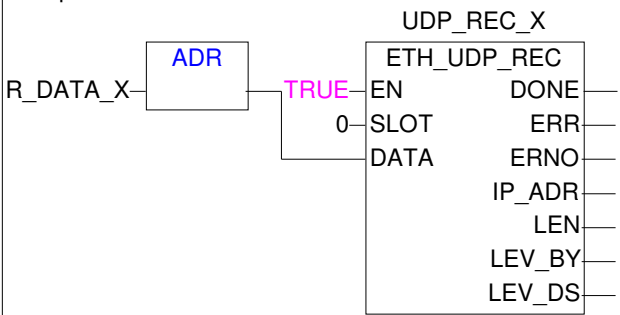 UDP_REC_X
ADR
ETH_UDP_REC
R_DATA_X
TRUE EN DONE
0 SLOT ERR
DATA ERNO
IP_ADR
LEN
LEV_BY
LEV_DS